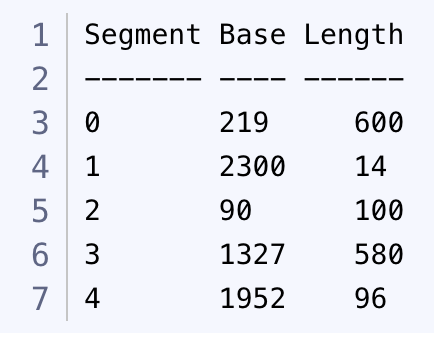 1 Segment Base Length
2 ------- ---- ------
3 0       219     600
4 1       2300    14
5 2       90      100
6 3       1327    580
7 4       1952    96